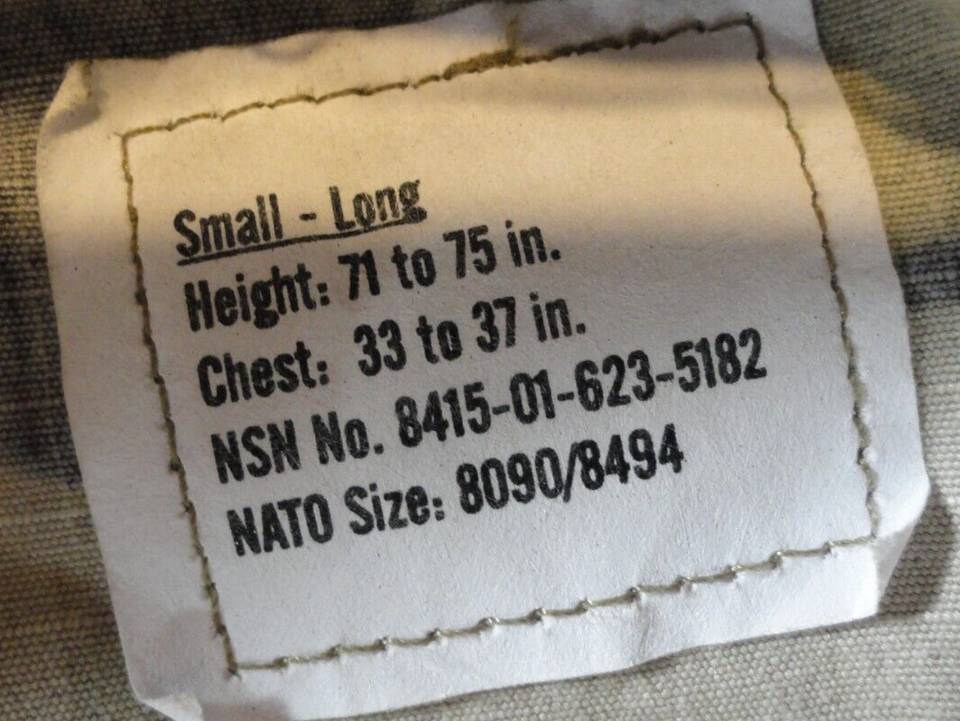 Small - Long
Height: 71 to 75 in.
Chest: 33 to 37 in.
NSN No. 8415-01-623-5182
NATO Size: 8090/8494